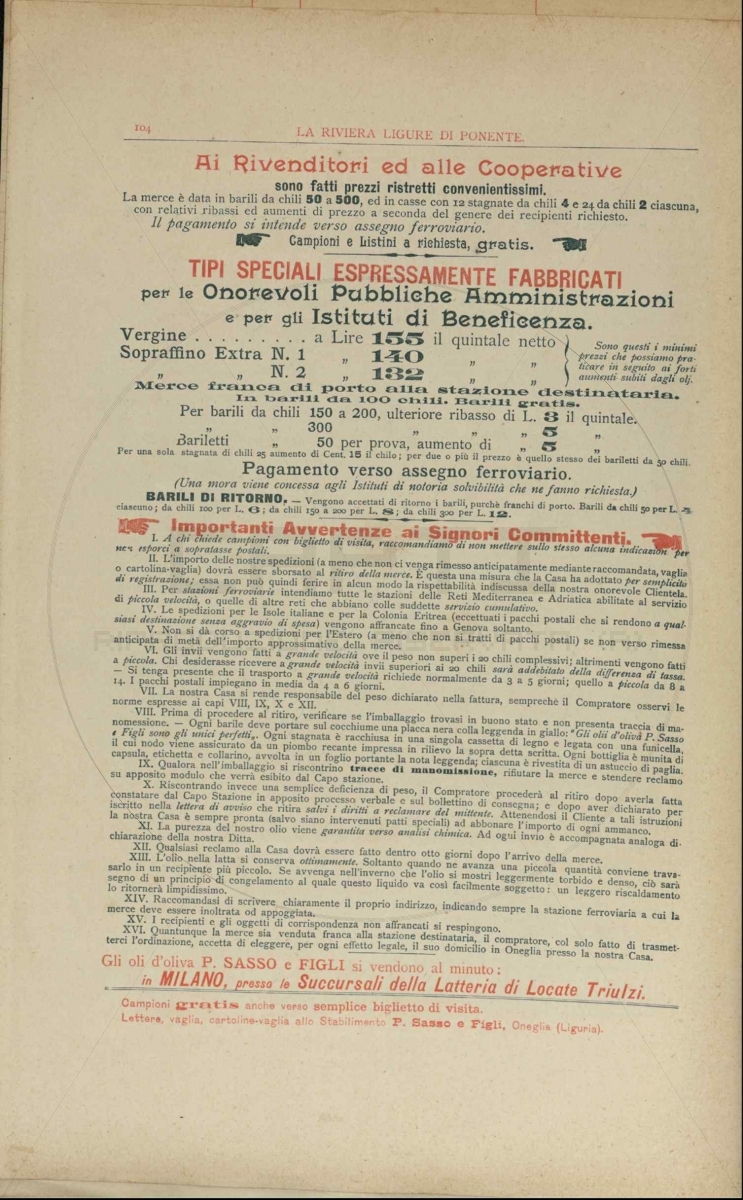 104
LA RIVIERA LIGURE DI PONENTE.
Ai Rivenditori ed alle Cooperative
sono fatti prezzi ristretti convenientissimi.
La merce è data in barili da chili 50 a 500, ed in casse con 12 stagnate da chili 4 e 24 da chili 2 ciascuna,
con relativi ribassi ed aumenti di prezzo a seconda del genere dei recipienti richiesto.
Il pagamento si intende verso assegno ferroviario.
Campioni e Listini a richiesta, gratis.
TIPI SPECIALI ESPRESSAMENTE FABBRICATI
per le Onorevoli Pubbliche Amministrazioni
e per gli Istituti di Beneficenza.
Vergine . . . . . . . . . a Lire 155 il quintale netto
Sopraffino Extra N. 1 „ 140 „ „
„ N. 2 „ 132 „ „
Sono questi i minimi
prezzi che possiamo pra-
ticare in seguito ai forti
aumenti subiti dagli olj.
Merce franca di porto alla stazione destinataria.
In barili da 100 chili. Barili gratis.
Per barili da chili 150 a 200, ulteriore ribasso di L. 3 il quintale.
„ „ 300 „ „ 5 „
Bariletti „ 50 per prova, aumento di „ 5 „
Per una sola stagnata di chili 25 aumento di Cent. 15 il chilo; per due o più il prezzo è quello stesso dei bariletti da 50 chili.
Pagamento verso assegno ferroviario.
(Una mora viene concessa agli Istituti di notoria solvibilità che ne fanno richiesta.)
BARILI DI RITORNO. — Vengono accettati di ritorno i barili, purchè franchi di porto. Barili da chili 50 per L.
ciascuno; da chili 100 per L. 6; da chili 150 a 200 per L. 8; da chili 300 per L. 12.
Importanti Avvertenze ai Signori Committenti.
I. A chi chiede campioni con biglietto di visita, raccomandiamo di non mettere sullo stesso alcuna indicazion per
non esporci a sopratasse postali.
II. L'importo delle nostre spedizioni (a meno che non ci venga rimesso anticipatamente mediante raccomandata, vaglia
o cartolina-vaglia) dovrà essere sborsato al ritiro della merce. È questa una misura che la Casa ha adottato per semplicità
di registrazione; essa non può quindi ferire in alcun modo la rispettabilità indiscussa della nostra onorevole Clientela.
III. Per stazioni ferroviarie intendiamo tutte le stazioni delle Reti Mediterranea e Adriatica abilitate al servizio
di piccola velocità, o quelle di altre reti che abbiano colle suddette servizio cumulativo.
IV. Le spedizioni per le Isole italiane e per la Colonia Eritrea (eccettuati i pacchi postali che si rendono a qual-
siasi destinazione senza aggravio di spesa) vengono affrancate fino a Genova soltanto.
V. Non si dà corso a spedizioni per l'Estero (a meno che non si tratti di pacchi postali) se non verso rimessa
anticipata di metà dell'importo approssimativo della merce.
VI. Gli invii vengono fatti a grande velocità ove il peso non superi i 20 chili complessivi; altrimenti vengono fatti
a piccola. Chi desiderasse ricevere a grande velocità invii superiori ai 20 chili sarà addebitato della differenza di tassa.
— Si tenga presente che il trasporto a grande velocità richiede normalmente da 3 a 5 giorni; quello a piccola da 8 a
14. I pacchi postali impiegano in media da 4 a 6 giorni.
VII. La nostra Casa si rende responsabile del peso dichiarato nella fattura, sempreché il Compratore osservi le
norme espresse ai capi VIII, IX, X e XII.
VIII. Prima di procedere al ritiro, verificare se l'imballaggio trovasi in buono stato e non presenta traccia di ma-
nomessione. — Ogni barile deve portare sul cocchiume una placca nera colla leggenda in giallo: "Gli olii d'oliva P. Sasso
e Figli sono gli unici perfetti„. Ogni stagnata è racchiusa in una singola cassetta di legno e legata con una funicella,
il cui nodo viene assicurato da un piombo recante impressa in rilievo la sopra detta scritta. Ogni bottiglia è munita di
capsula, etichetta e collarino, avvolta in un foglio portante la nota leggenda; ciascuna è rivestita di un astuccio di paglia.
IX. Qualora nell'imballaggio si riscontrino tracce di manomissione, rifiutare la merce e stendere reclamo
su apposito modulo che verrà esibito dal Capo stazione.
X. Riscontrando invece una semplice deficienza di peso, il Compratore procederà al ritiro dopo averla fatta
constatare dal Capo Stazione in apposito processo verbale e sul bollettino di consegna; e dopo aver dichiarato per
iscritto nella lettera di avviso che ritira salvi i diritti a reclamare del mittente. Attenendosi il Cliente a tali istruzioni
la nostra Casa è sempre pronta (salvo siano intervenuti patti speciali) ad abbonare l'importo di ogni ammanco.
XI. La purezza del nostro olio viene garantita verso analisi chimica. Ad ogni invio è accompagnata analoga di-
chiarazione della nostra Ditta.
XII. Qualsiasi reclamo alla Casa dovrà essere fatto dentro otto giorni dopo l'arrivo della merce.
XIII. L'olio nella latta si conserva ottimamente. Soltanto quando ne avanza una piccola quantità conviene trava-
sarlo in un recipiente più piccolo. Se avvenga nell'inverno che l'olio si mostri leggermente torbido e denso, ciò sarà
segno di un principio di congelamento al quale questo liquido va così facilmente soggetto: un leggero riscaldamento
lo ritornerà limpidissimo.
XIV. Raccomandasi di scrivere chiaramente il proprio indirizzo, indicando sempre la stazione ferroviaria a cui la
merce deve essere inoltrata od appoggiata.
XV. I recipienti e gli oggetti di corrispondenza non affrancati si respingono.
XVI. Quantunque la merce sia venduta franca alla stazione destinataria, il compratore, col solo fatto di trasmet-
terci l'ordinazione, accetta di eleggere, per ogni effetto legale, il suo domicilio in Oneglia presso la nostra Casa.
Gli oli d'oliva P. SASSO e FIGLI si vendono al minuto:
in MILANO, presso le Succursali della Latteria di Locate Triulzi.
Campioni gratis anche verso semplice biglietto di visita.
Lettere, vaglia, cartoline-vaglia allo Stabilimento P. Sasso e Figli, Oneglia (Liguria).